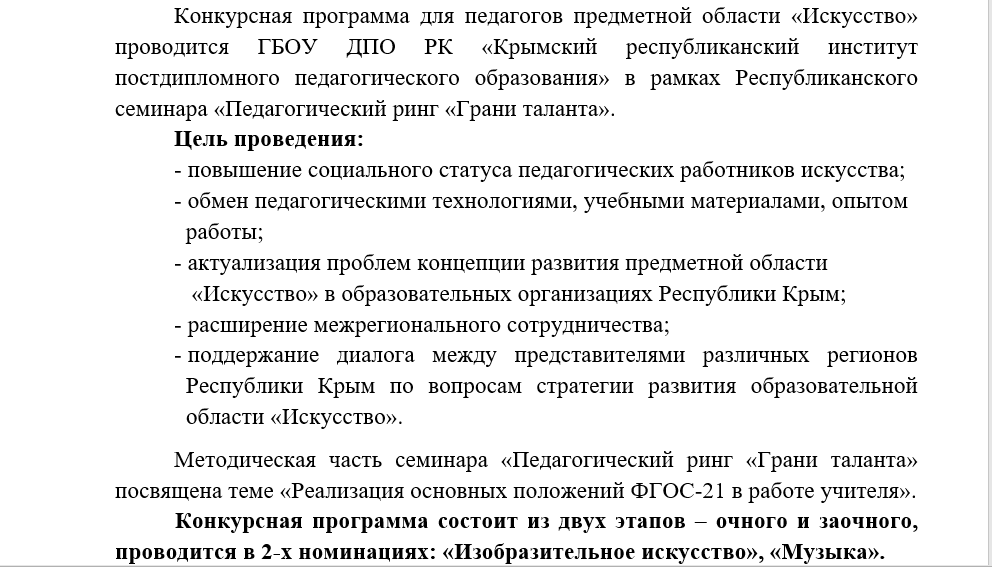 Конкурсная программа для педагогов предметной области «Искусство»
проводится ГБОУ ДПО РК «Крымский республиканский институт
постдипломного педагогического образования» в рамках Республиканского
семинара «Педагогический ринг «Грани таланта».
Цель проведения:
- повышение социального статуса педагогических работников искусства;
- обмен педагогическими технологиями, учебными материалами, опытом
работы;
- актуализация проблем концепции развития предметной области
«Искусство» в образовательных организациях Республики Крым;
- расширение межрегионального сотрудничества;
- поддержание диалога между представителями различных регионов
Республики Крым по вопросам стратегии развития образовательной
области «Искусство».
Методическая часть семинара «Педагогический ринг «Грани таланта»
посвящена теме «Реализация основных положений ФГОС-21 в работе учителя».
Конкурсная программа состоит из двух этапов – очного и заочного,
проводится в 2-х номинациях: «Изобразительное искусство», «Музыка».